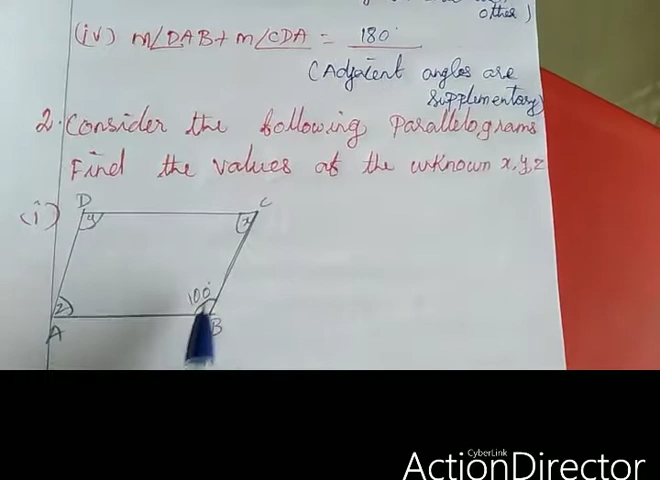 other)
(iv) m∠DAB + m∠CDA = 180°
(Adjacent angles are
supplementary)
2. Consider the following Parallelograms
Find the values of the unknown x, y, z
(i)
D
C
y
x
100°
z
A
B
CyberLink
ActionDirector